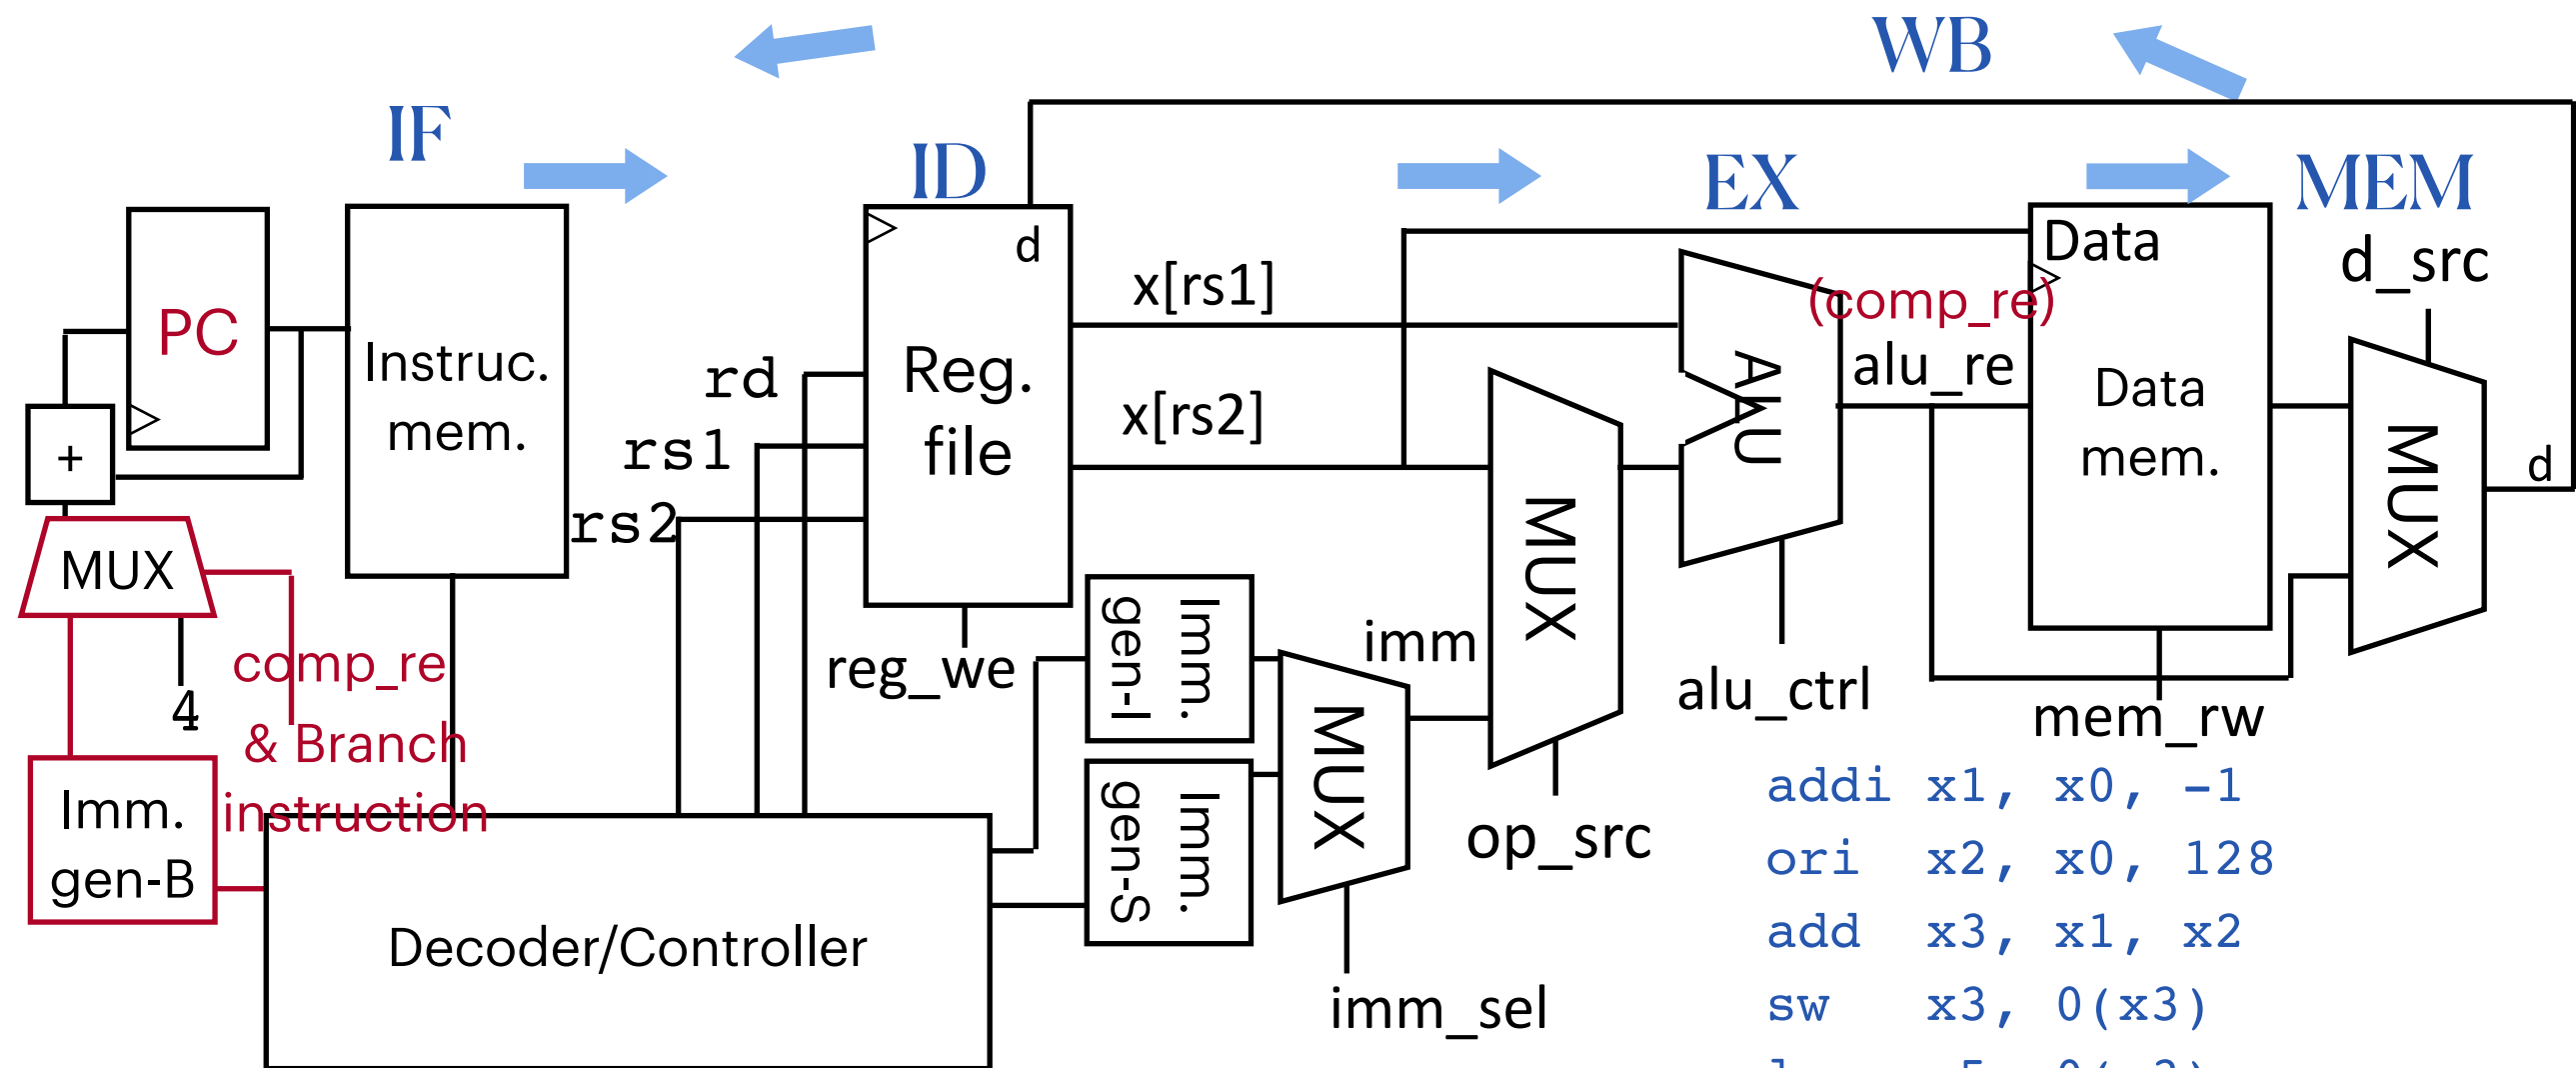 WB
IF
ID
EX
MEM
PC
+
Instruc.
mem.
MUX
4
comp_re
& Branch
instruction
Imm.
gen-B
Decoder/Controller
rd
rs1
rs2
d
Reg.
file
reg_we
x[rs1]
x[rs2]
Imm.
gen-I
Imm.
gen-S
MUX
imm_sel
imm
MUX
op_src
ALU
alu_ctrl
(comp_re)
alu_re
Data
Data
mem.
mem_rw
d_src
MUX
d
addi x1, x0, -1
ori x2, x0, 128
add x3, x1, x2
sw x3, 0(x3)